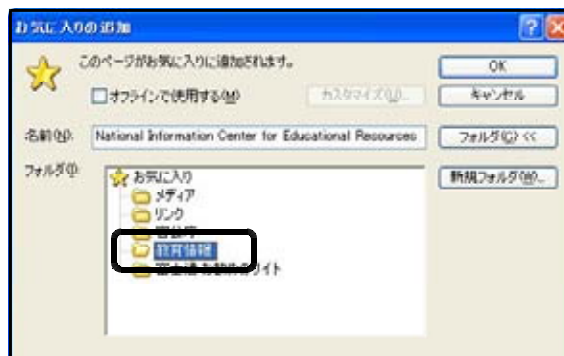 お気に入りの追加
このページがお気に入りに追加されます。
OK
オフラインで使用する(M)
カスタマイズ(U)...
キャンセル
名前(N):
National Information Center for Educational Resources
フォルダ(C) <<
フォルダ(I):
新規フォルダ(W)...
お気に入り
メディア
リンク
官公庁
教育情報